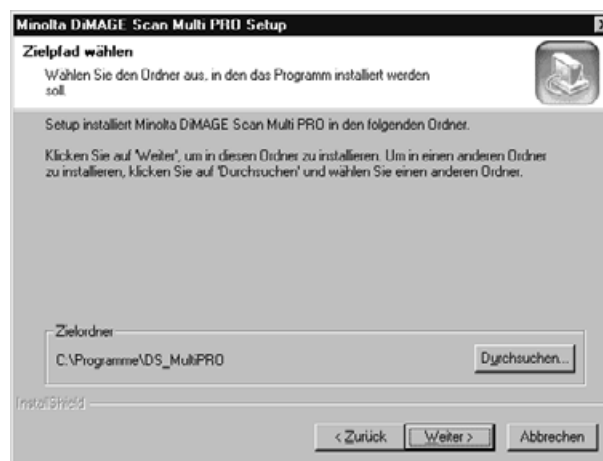 Minolta DiMAGE Scan Multi PRO Setup
Zielpfad wählen
Wählen Sie den Ordner aus, in den das Programm installiert werden
soll.
Setup installiert Minolta DiMAGE Scan Multi PRO in den folgenden Ordner.
Klicken Sie auf 'Weiter', um in diesen Ordner zu installieren. Um in einen anderen Ordner
zu installieren, klicken Sie auf 'Durchsuchen' und wählen Sie einen anderen Ordner.
Zielordner
C:\Programme\DS_MultiPRO
Durchsuchen...
InstallShield
< Zurück
Weiter >
Abbrechen